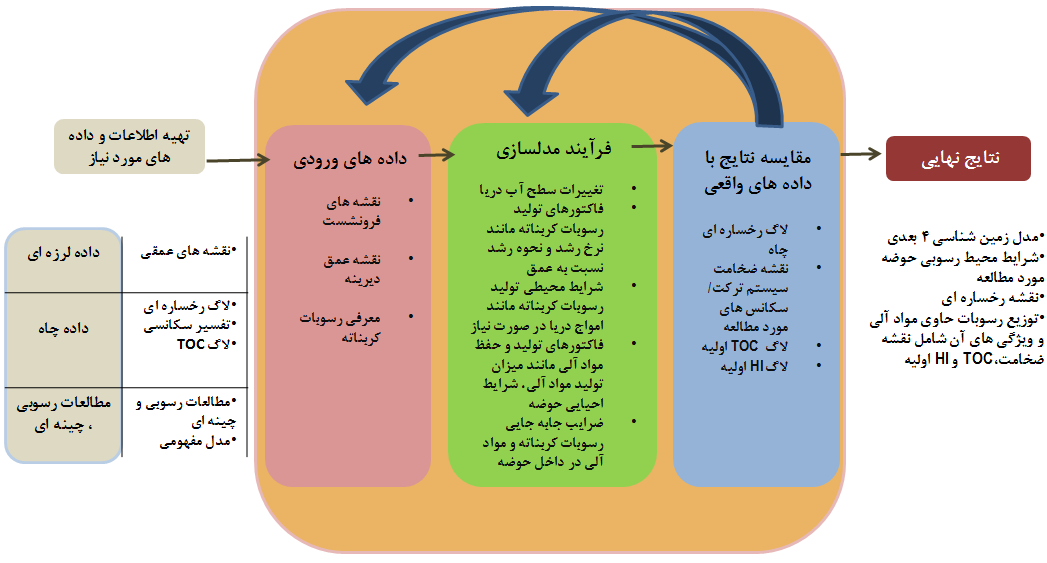 تهیه اطلاعات و داده
های مورد نیاز
داده لرزه ای
•نقشه های عمقی
داده چاه
•لاگ رخساره ای
•تفسیر سکانسی
•لاگ TOC
مطالعات رسوبی
، چینه ای
•مطالعات رسوبی و
چینه ای
•مدل مفهومی
داده های ورودی
• نقشه های
فرونشست
• نقشه عمق
دیرینه
• معرفی رسوبات
کربناته
فرآیند مدلسازی
• تغییرات سطح آب دریا
• فاکتورهای تولید
رسوبات کربناته مانند
نرخ رشد و نحوه رشد
نسبت به عمق
• شرایط محیطی تولید
رسوبات کربناته مانند
امواج دریا در صورت نیاز
• فاکتورهای تولید و حفظ
مواد آلی مانند میزان
تولید مواد آلی، شرایط
احیایی حوضه
• ضرایب جابه جایی
رسوبات کربناته و مواد
آلی در داخل حوضه
مقایسه نتایج با
داده های واقعی
• لاگ رخساره ای
چاه
• نقشه ضخامت
سیستم ترکت/
سکانس های
مورد مطالعه
• لاگ TOC اولیه
• لاگ HI اولیه
نتایج نهایی
•مدل زمین شناسی ۴ بعدی
•شرایط محیط رسوبی حوضه
مورد مطالعه
•نقشه رخساره ای
•توزیع رسوبات حاوی مواد آلی
و ویژگی های آن شامل نقشه
ضخامت، TOC و HI اولیه